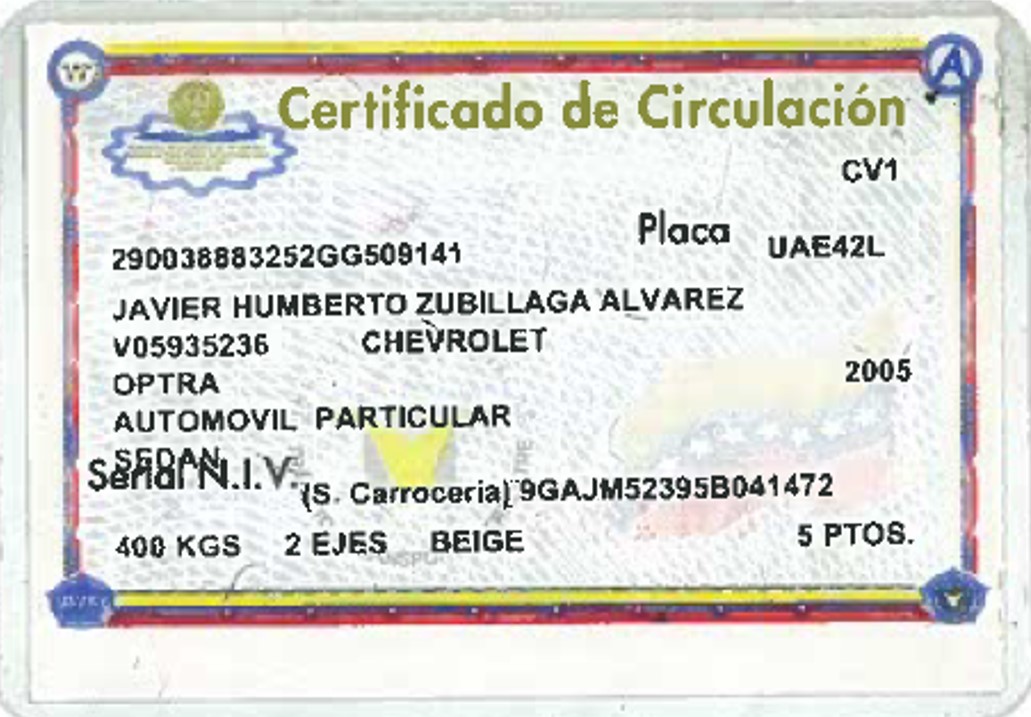 Certificado de Circulación
CV1
Placa UAE42L
290038883252GG509141
JAVIER HUMBERTO ZUBILLAGA ALVAREZ
V05935236 CHEVROLET
OPTRA 2005
AUTOMOVIL PARTICULAR
SEDAN
Serial N.I.V. (S. Carroceria) 9GAJM52395B041472
400 KGS 2 EJES BEIGE 5 PTOS.